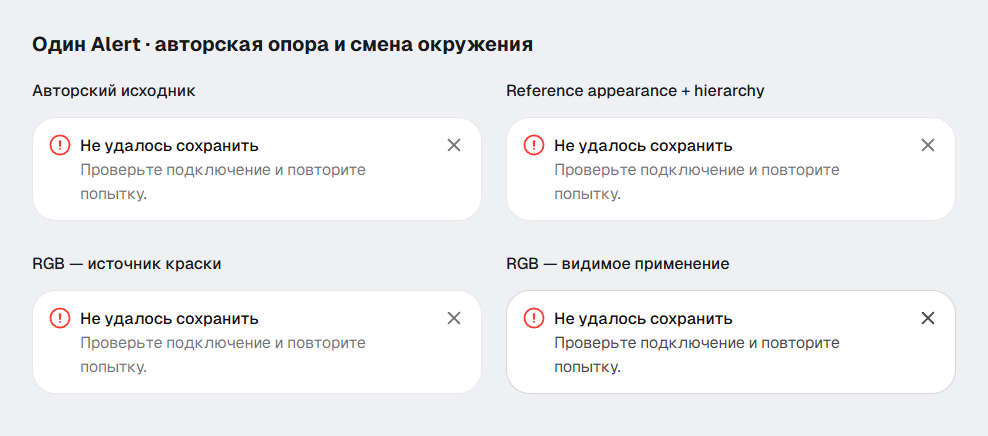 Один Alert · авторская опора и смена окружения
Авторский исходник
Не удалось сохранить
Проверьте подключение и повторите
попытку.
Reference appearance + hierarchy
Не удалось сохранить
Проверьте подключение и повторите
попытку.
RGB — источник краски
Не удалось сохранить
Проверьте подключение и повторите
попытку.
RGB — видимое применение
Не удалось сохранить
Проверьте подключение и повторите
попытку.